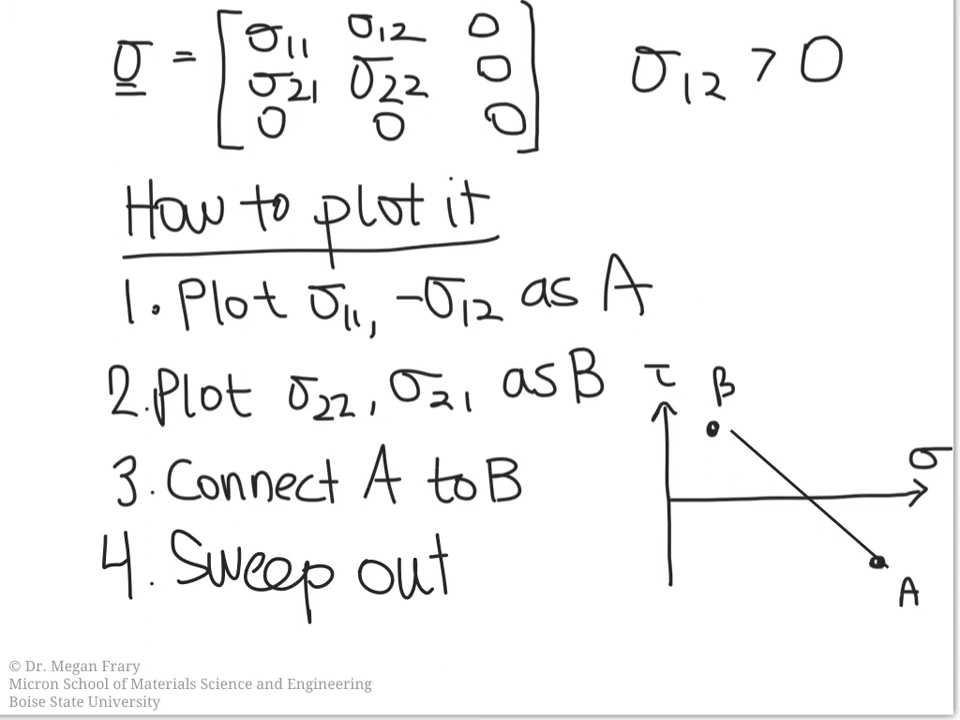 σ = [σ11 σ12 0
σ21 σ22 0
0 0 0]
σ12 > 0
How to plot it
1. Plot σ11, -σ12 as A
2. Plot σ22, σ21 as B
3. Connect A to B
4. Sweep out
τ
B
σ
A
© Dr. Megan Frary
Micron School of Materials Science and Engineering
Boise State University